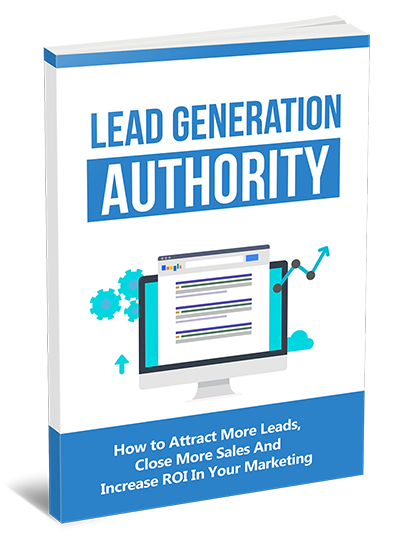 LEAD GENERATION
AUTHORITY
How to Attract More Leads,
Close More Sales And
Increase ROI In Your Marketing